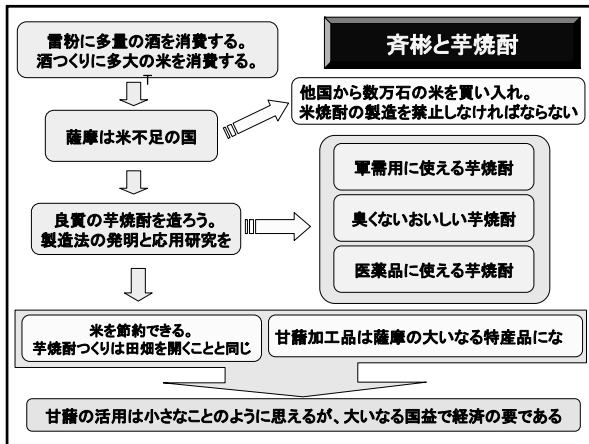 斉彬と芋焼酎
雷粉に多量の酒を消費する。
酒つくりに多大の米を消費する。
他国から数万石の米を買い入れ。
米焼酎の製造を禁止しなければならない
薩摩は米不足の国
軍需用に使える芋焼酎
臭くないおいしい芋焼酎
医薬品に使える芋焼酎
良質の芋焼酎を造ろう。
製造法の発明と応用研究を
米を節約できる。
芋焼酎つくりは田畑を開くことと同じ
甘藷加工品は薩摩の大いなる特産品にな
甘藷の活用は小さなことのように思えるが、大いなる国益で経済の要である